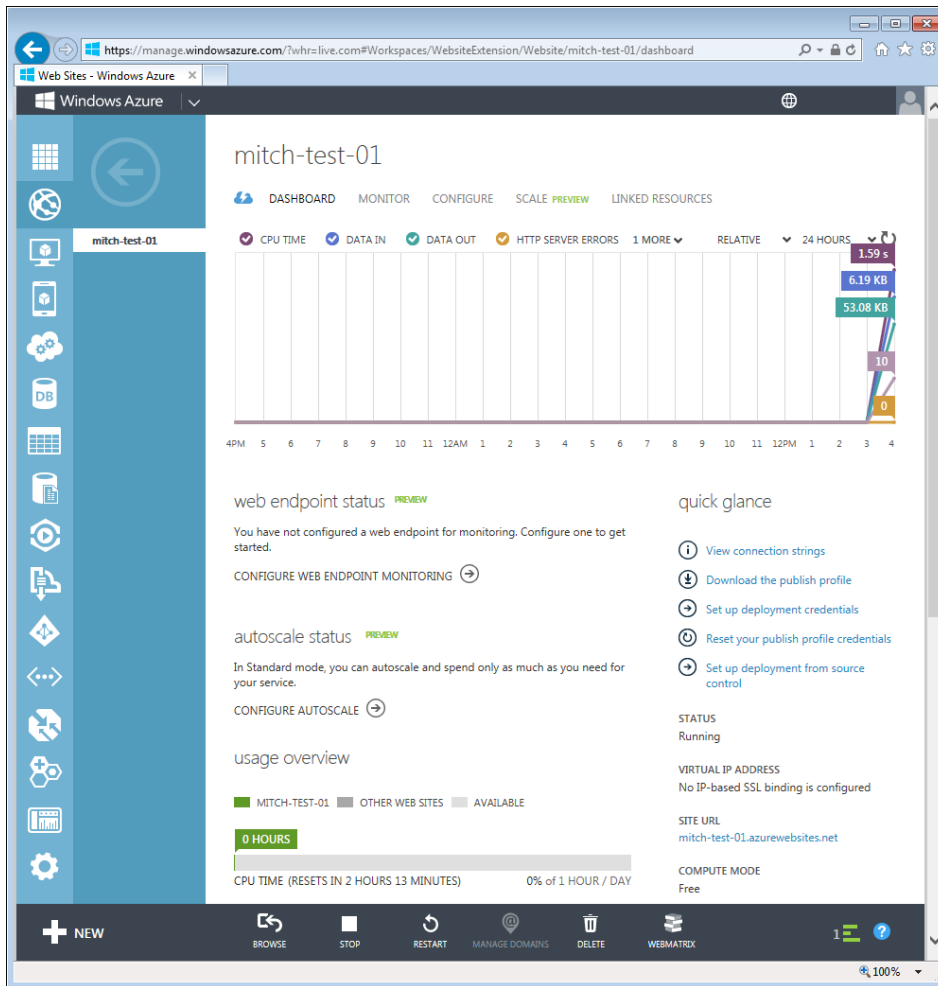 https://manage.windowsazure.com/?whr=live.com#Workspaces/WebsiteExtension/Website/mitch-test-01/dashboard
Web Sites - Windows Azure
Windows Azure
mitch-test-01
DASHBOARD MONITOR CONFIGURE SCALE PREVIEW LINKED RESOURCES
mitch-test-01
CPU TIME DATA IN DATA OUT HTTP SERVER ERRORS 1 MORE RELATIVE 24 HOURS
1.59 s
6.19 KB
53.08 KB
10
0
4PM 5 6 7 8 9 10 11 12AM 1 2 3 4 5 6 7 8 9 10 11 12PM 1 2 3 4
web endpoint status PREVIEW
You have not configured a web endpoint for monitoring. Configure one to get
started.
CONFIGURE WEB ENDPOINT MONITORING
autoscale status PREVIEW
In Standard mode, you can autoscale and spend only as much as you need for
your service.
CONFIGURE AUTOSCALE
usage overview
MITCH-TEST-01 OTHER WEB SITES AVAILABLE
0 HOURS
CPU TIME (RESETS IN 2 HOURS 13 MINUTES) 0% of 1 HOUR / DAY
quick glance
View connection strings
Download the publish profile
Set up deployment credentials
Reset your publish profile credentials
Set up deployment from source
control
STATUS
Running
VIRTUAL IP ADDRESS
No IP-based SSL binding is configured
SITE URL
mitch-test-01.azurewebsites.net
COMPUTE MODE
Free
DB
NEW
BROWSE STOP RESTART MANAGE DOMAINS DELETE WEBMATRIX
1 ?
100%